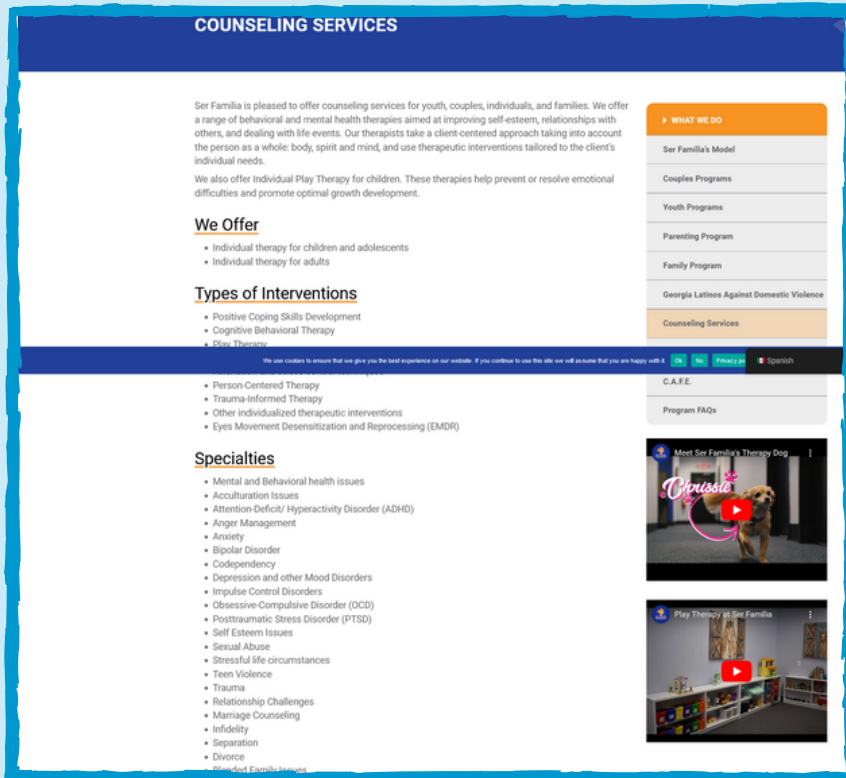 COUNSELING SERVICES
Ser Familia is pleased to offer counseling services for youth, couples, individuals, and families. We offer
a range of behavioral and mental health therapies aimed at improving self-esteem, relationships with
others, and dealing with life events. Our therapists take a client-centered approach taking into account
the person as a whole: body, spirit and mind, and use therapeutic interventions tailored to the client's
individual needs.
We also offer Individual Play Therapy for children. These therapies help prevent or resolve emotional
difficulties and promote optimal growth development.
We Offer
Individual therapy for children and adolescents
Individual therapy for adults
Types of Interventions
Positive Coping Skills Development
Cognitive Behavioral Therapy
Play Therapy
We use cookies to ensure that we give you the best experience on our website. If you continue to use this site we will assume that you are happy with it.
Ok
No
Privacy
Spanish
Person-Centered Therapy
Trauma-Informed Therapy
Other individualized therapeutic interventions
Eyes Movement Desensitization and Reprocessing (EMDR)
Specialties
Mental and Behavioral health issues
Acculturation Issues
Attention-Deficit/ Hyperactivity Disorder (ADHD)
Anger Management
Anxiety
Bipolar Disorder
Codependency
Depression and other Mood Disorders
Impulse Control Disorders
Obsessive-Compulsive Disorder (OCD)
Posttraumatic Stress Disorder (PTSD)
Self Esteem Issues
Sexual Abuse
Stressful life circumstances
Teen Violence
Trauma
Relationship Challenges
Marriage Counseling
Infidelity
Separation
Divorce
Blended Family Issues
WHAT WE DO
Ser Familia's Model
Couples Programs
Youth Programs
Parenting Program
Family Program
Georgia Latinos Against Domestic Violence
Counseling Services
C.A.F.E.
Program FAQs
Meet Ser Familia's Therapy Dog
Chrissie
Play Therapy at Ser Familia